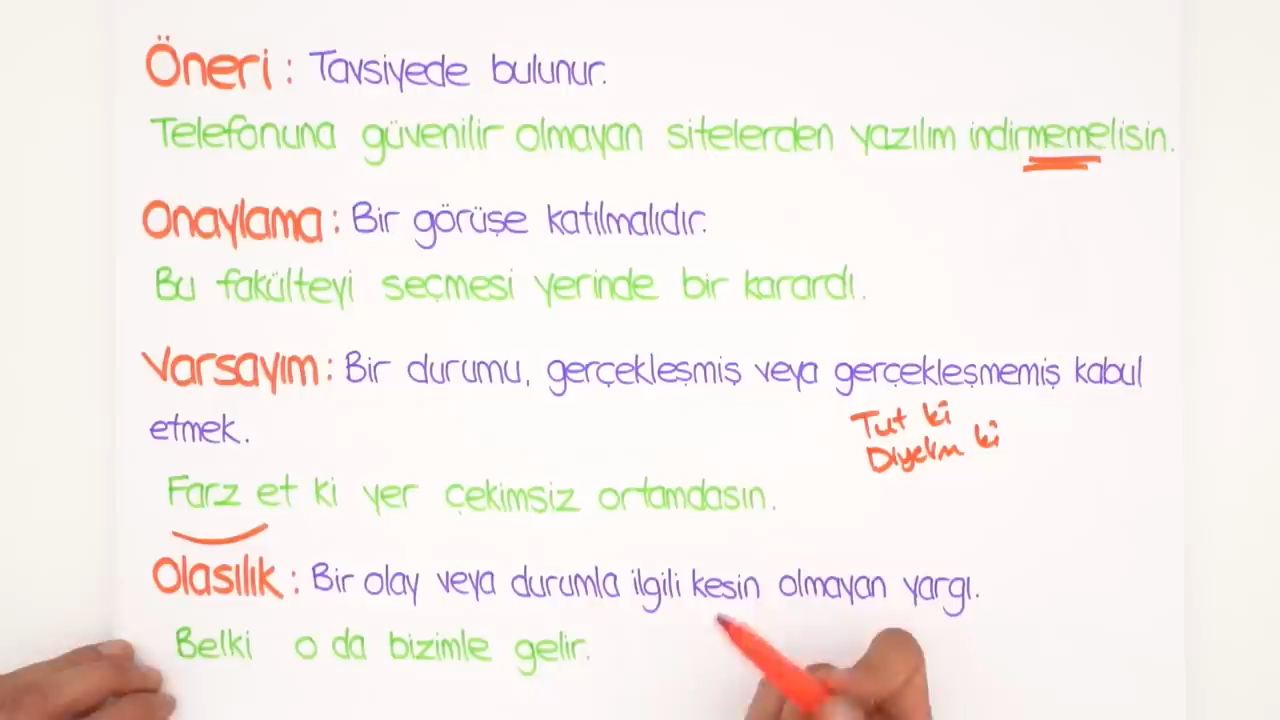 Öneri : Tavsiyede bulunur.
Telefonuna güvenilir olmayan sitelerden yazılım indirmemelisin.
Onaylama : Bir görüşe katılmalıdır.
Bu fakülteyi seçmesi yerinde bir karardı.
Varsayım : Bir durumu, gerçekleşmiş veya gerçekleşmemiş kabul
etmek.
Tut ki
Diyelim ki
Farz et ki yer çekimsiz ortamdasın.
Olasılık : Bir olay veya durumla ilgili kesin olmayan yargı.
Belki o da bizimle gelir.